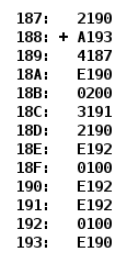 187: 2190
188: + A193
189: 4187
18A: E190
18B: 0200
18C: 3191
18D: 2190
18E: E192
18F: 0100
190: E192
191: E192
192: 0100
193: E190